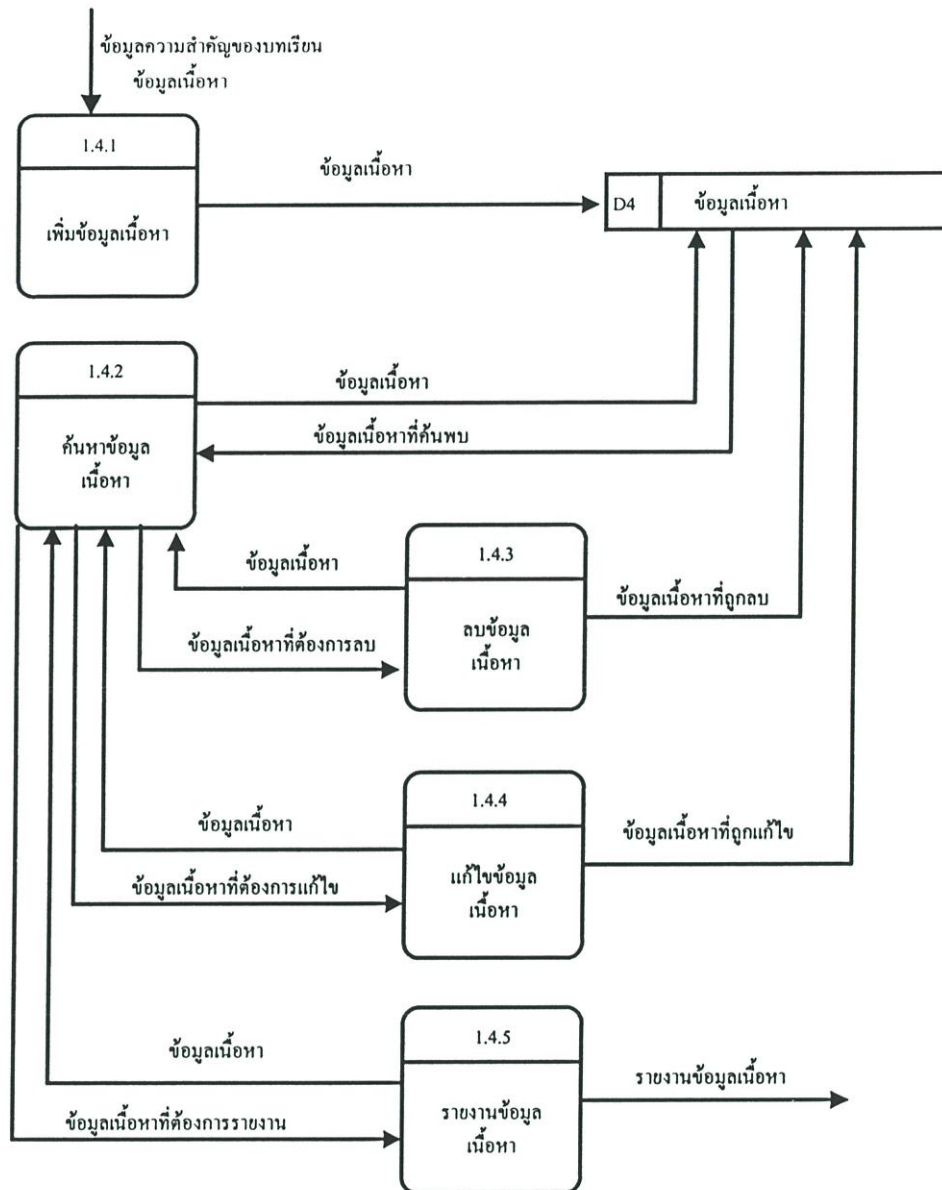 ข้อมูลความสำคัญของบทเรียน
ข้อมูลเนื้อหา
1.4.1
เพิ่มข้อมูลเนื้อหา
ข้อมูลเนื้อหา
D4
ข้อมูลเนื้อหา
1.4.2
ค้นหาข้อมูล
เนื้อหา
ข้อมูลเนื้อหา
ข้อมูลเนื้อหาที่ค้นพบ
ข้อมูลเนื้อหา
ข้อมูลเนื้อหาที่ต้องการลบ
1.4.3
ลบข้อมูล
เนื้อหา
ข้อมูลเนื้อหาที่ถูกลบ
ข้อมูลเนื้อหา
ข้อมูลเนื้อหาที่ต้องการแก้ไข
1.4.4
แก้ไขข้อมูล
เนื้อหา
ข้อมูลเนื้อหาที่ถูกแก้ไข
ข้อมูลเนื้อหา
ข้อมูลเนื้อหาที่ต้องการรายงาน
1.4.5
รายงานข้อมูล
เนื้อหา
รายงานข้อมูลเนื้อหา